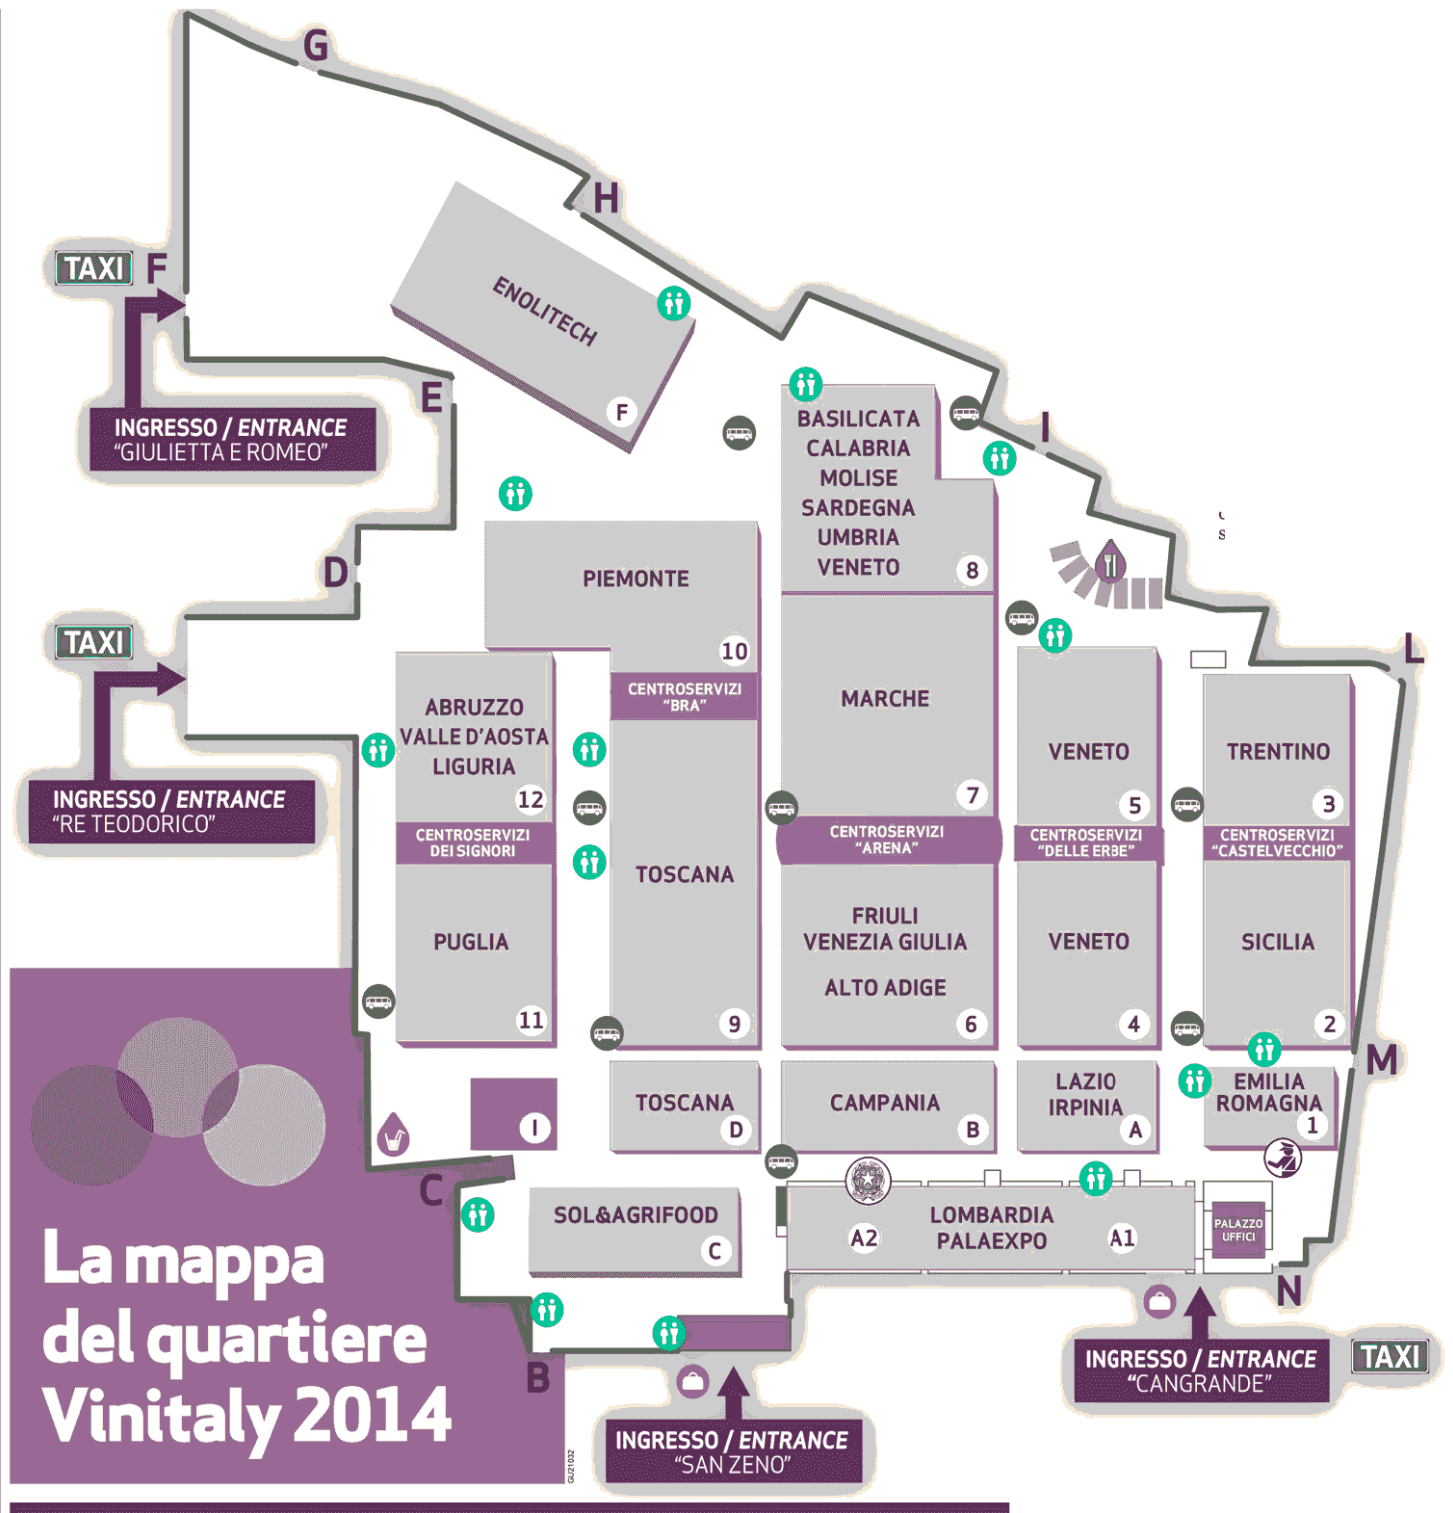 G
H
TAXI
F
ENOLITECH
F
E
INGRESSO / ENTRANCE
"GIULIETTA E ROMEO"
I
BASILICATA
CALABRIA
MOLISE
SARDEGNA
UMBRIA
VENETO
8
D
PIEMONTE
10
TAXI
L
CENTROSERVIZI
"BRA"
ABRUZZO
VALLE D'AOSTA
LIGURIA
12
MARCHE
7
VENETO
5
TRENTINO
3
INGRESSO / ENTRANCE
"RE TEODORICO"
CENTROSERVIZI
DEI SIGNORI
CENTROSERVIZI
"ARENA"
CENTROSERVIZI
"DELLE ERBE"
CENTROSERVIZI
"CASTELVECCHIO"
TOSCANA
9
PUGLIA
11
FRIULI
VENEZIA GIULIA
ALTO ADIGE
6
VENETO
4
SICILIA
2
M
I
TOSCANA
D
CAMPANIA
B
LAZIO
IRPINIA
A
EMILIA
ROMAGNA
1
C
SOL&AGRIFOOD
C
A2
LOMBARDIA
PALAEXPO
A1
PALAZZO
UFFICI
N
La mappa
del quartiere
Vinitaly 2014
B
INGRESSO / ENTRANCE
"CANGRANDE"
TAXI
INGRESSO / ENTRANCE
"SAN ZENO"
GU21032